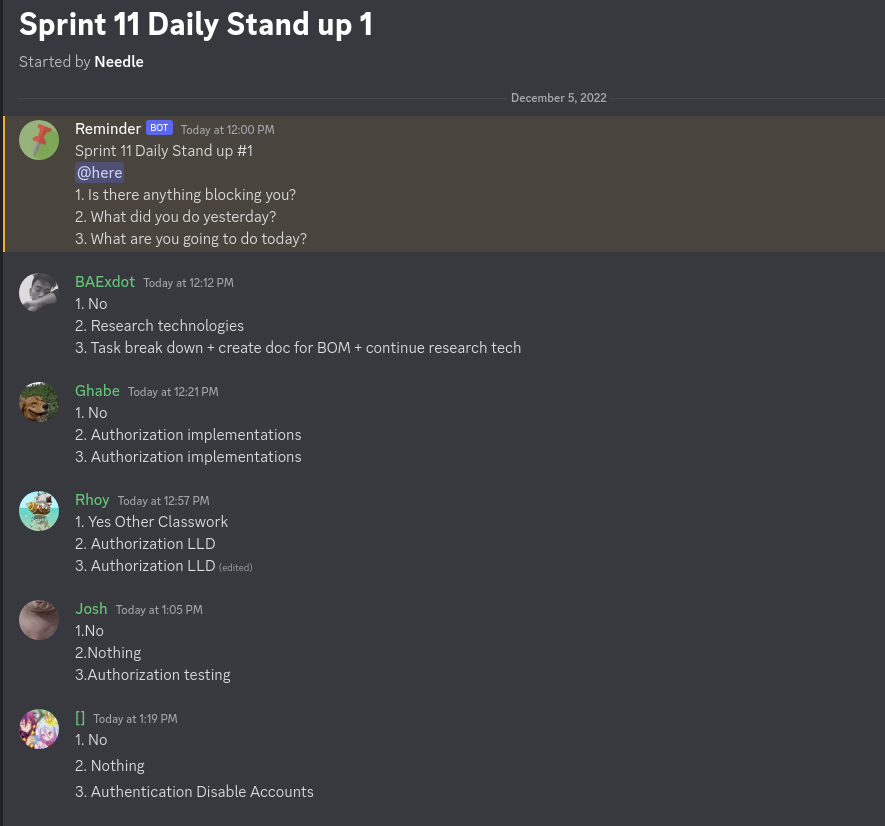 Sprint 11 Daily Stand up 1
Started by Needle
December 5, 2022
Reminder BOT Today at 12:00 PM
Sprint 11 Daily Stand up #1
@here
1. Is there anything blocking you?
2. What did you do yesterday?
3. What are you going to do today?
BAExdot Today at 12:12 PM
1. No
2. Research technologies
3. Task break down + create doc for BOM + continue research tech
Ghabe Today at 12:21 PM
1. No
2. Authorization implementations
3. Authorization implementations
Rhoy Today at 12:57 PM
1. Yes Other Classwork
2. Authorization LLD
3. Authorization LLD (edited)
Josh Today at 1:05 PM
1.No
2.Nothing
3.Authorization testing
[] Today at 1:19 PM
1. No
2. Nothing
3. Authentication Disable Accounts